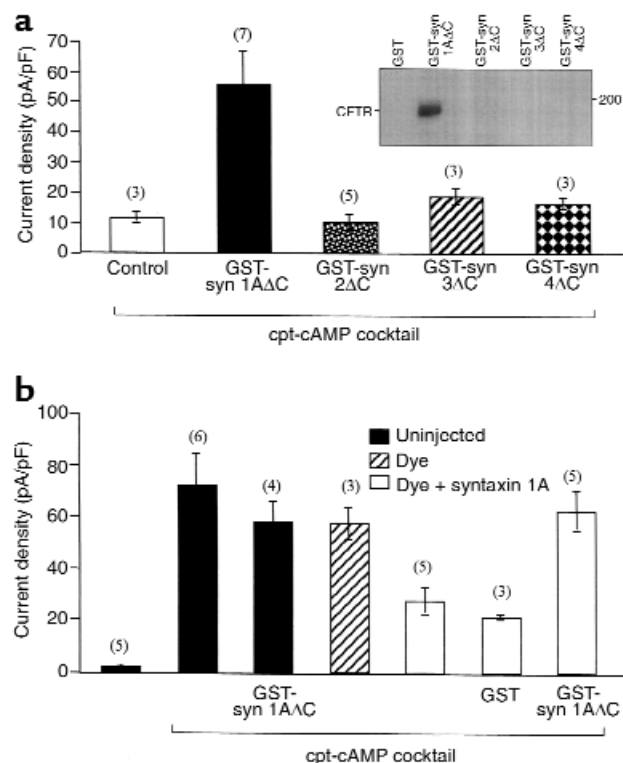 a
Current density (pA/pF)
70
60
50
40
30
20
10
0
(3)
(7)
(5)
(3)
(3)
GST
GST-syn 1AΔC
GST-syn 2ΔC
GST-syn 3ΔC
GST-syn 4ΔC
CFTR
200
Control
GST-
syn 1AΔC
GST-syn
2ΔC
GST-syn
3ΔC
GST-syn
4ΔC
cpt-cAMP cocktail
b
Current density (pA/pF)
100
80
60
40
20
0
(5)
(6)
(4)
(3)
(5)
(3)
(5)
Uninjected
Dye
Dye + syntaxin 1A
GST-
syn 1AΔC
GST
GST-
syn 1AΔC
cpt-cAMP cocktail